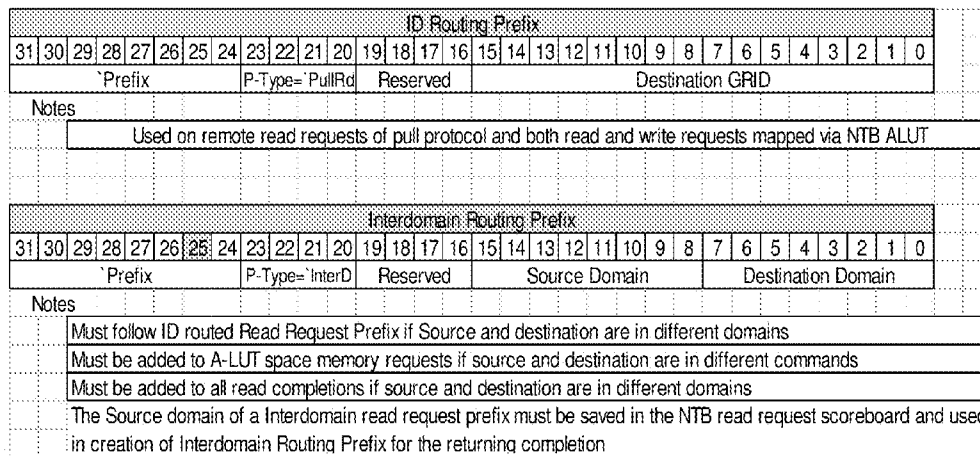 ID Routing Prefix
31 30 29 28 27 26 25 24 23 22 21 20 19 18 17 16 15 14 13 12 11 10 9 8 7 6 5 4 3 2 1 0
`Prefix P-Type=`PullRd Reserved Destination GRID
Notes
Used on remote read requests of pull protocol and both read and write requests mapped via NTB ALUT
Interdomain Routing Prefix
31 30 29 28 27 26 25 24 23 22 21 20 19 18 17 16 15 14 13 12 11 10 9 8 7 6 5 4 3 2 1 0
`Prefix P-Type=`InterD Reserved Source Domain Destination Domain
Notes
Must follow ID routed Read Request Prefix if Source and destination are in different domains
Must be added to A-LUT space memory requests if source and destination are in different commands
Must be added to all read completions if source and destination are in different domains
The Source domain of a Interdomain read request prefix must be saved in the NTB read request scoreboard and used
in creation of Interdomain Routing Prefix for the returning completion